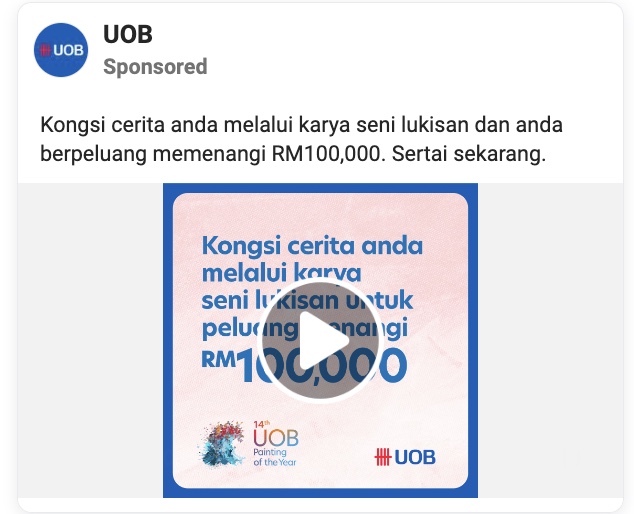 UOB
UOB
Sponsored
Kongsi cerita anda melalui karya seni lukisan dan anda
berpeluang memenangi RM100,000. Sertai sekarang.
Kongsi cerita anda
melalui karya
seni lukisan untuk
peluang menangi
RM100,000
14th
UOB
Painting
of the Year
UOB